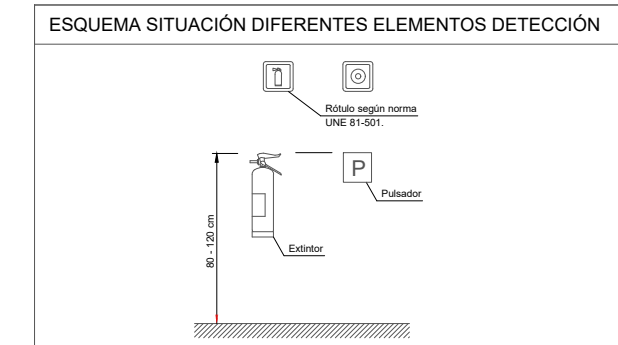 ESQUEMA SITUACIÓN DIFERENTES ELEMENTOS DETECCIÓN
Rótulo según norma
UNE 81-501.
P
Pulsador
80 - 120 cm
Extintor